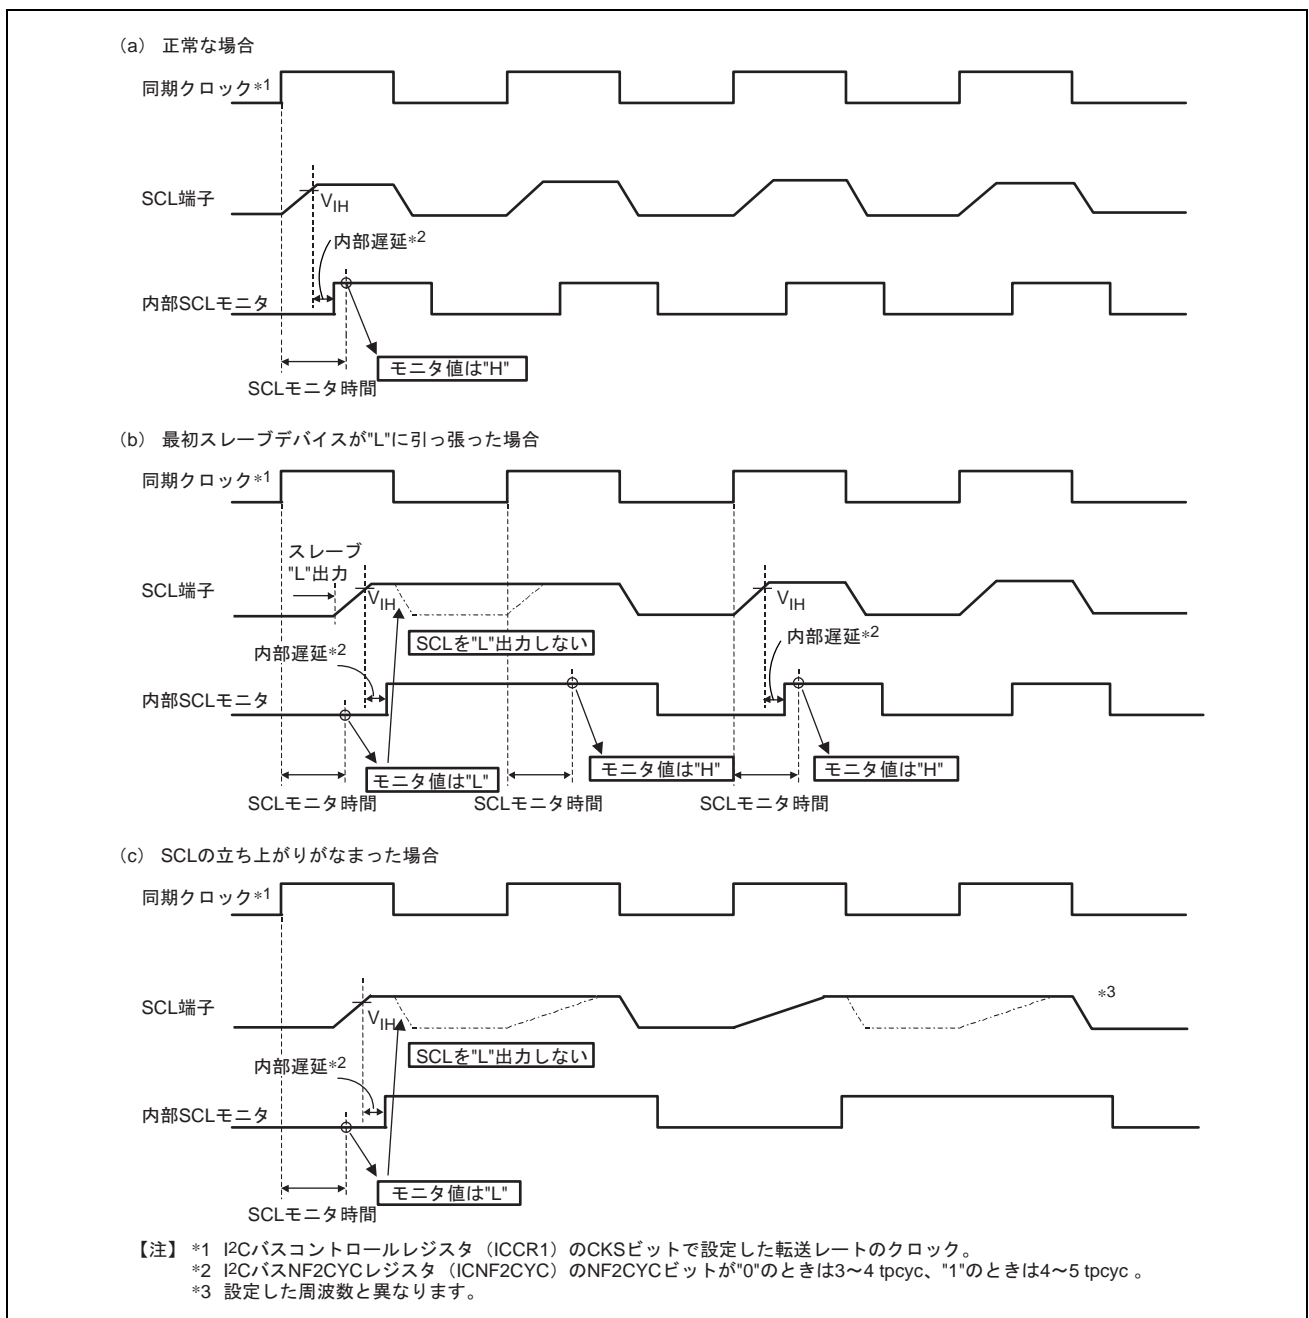 (a) 正常な場合
同期クロック*1
SCL端子
VIH
内部遅延*2
内部SCLモニタ
モニタ値は"H"
SCLモニタ時間
(b) 最初スレーブデバイスが"L"に引っ張った場合
同期クロック*1
スレーブ
"L"出力
SCL端子
VIH
VIH
SCLを"L"出力しない
内部遅延*2
内部遅延*2
内部SCLモニタ
モニタ値は"L"
モニタ値は"H"
モニタ値は"H"
SCLモニタ時間
SCLモニタ時間
SCLモニタ時間
(c) SCLの立ち上がりがなまった場合
同期クロック*1
SCL端子
VIH
*3
SCLを"L"出力しない
内部遅延*2
内部SCLモニタ
モニタ値は"L"
SCLモニタ時間
【注】 *1 I2Cバスコントロールレジスタ（ICCR1）のCKSビットで設定した転送レートのクロック。
*2 I2CバスNF2CYCレジスタ（ICNF2CYC）のNF2CYCビットが"0"のときは3～4 tpcyc、"1"のときは4～5 tpcyc 。
*3 設定した周波数と異なります。